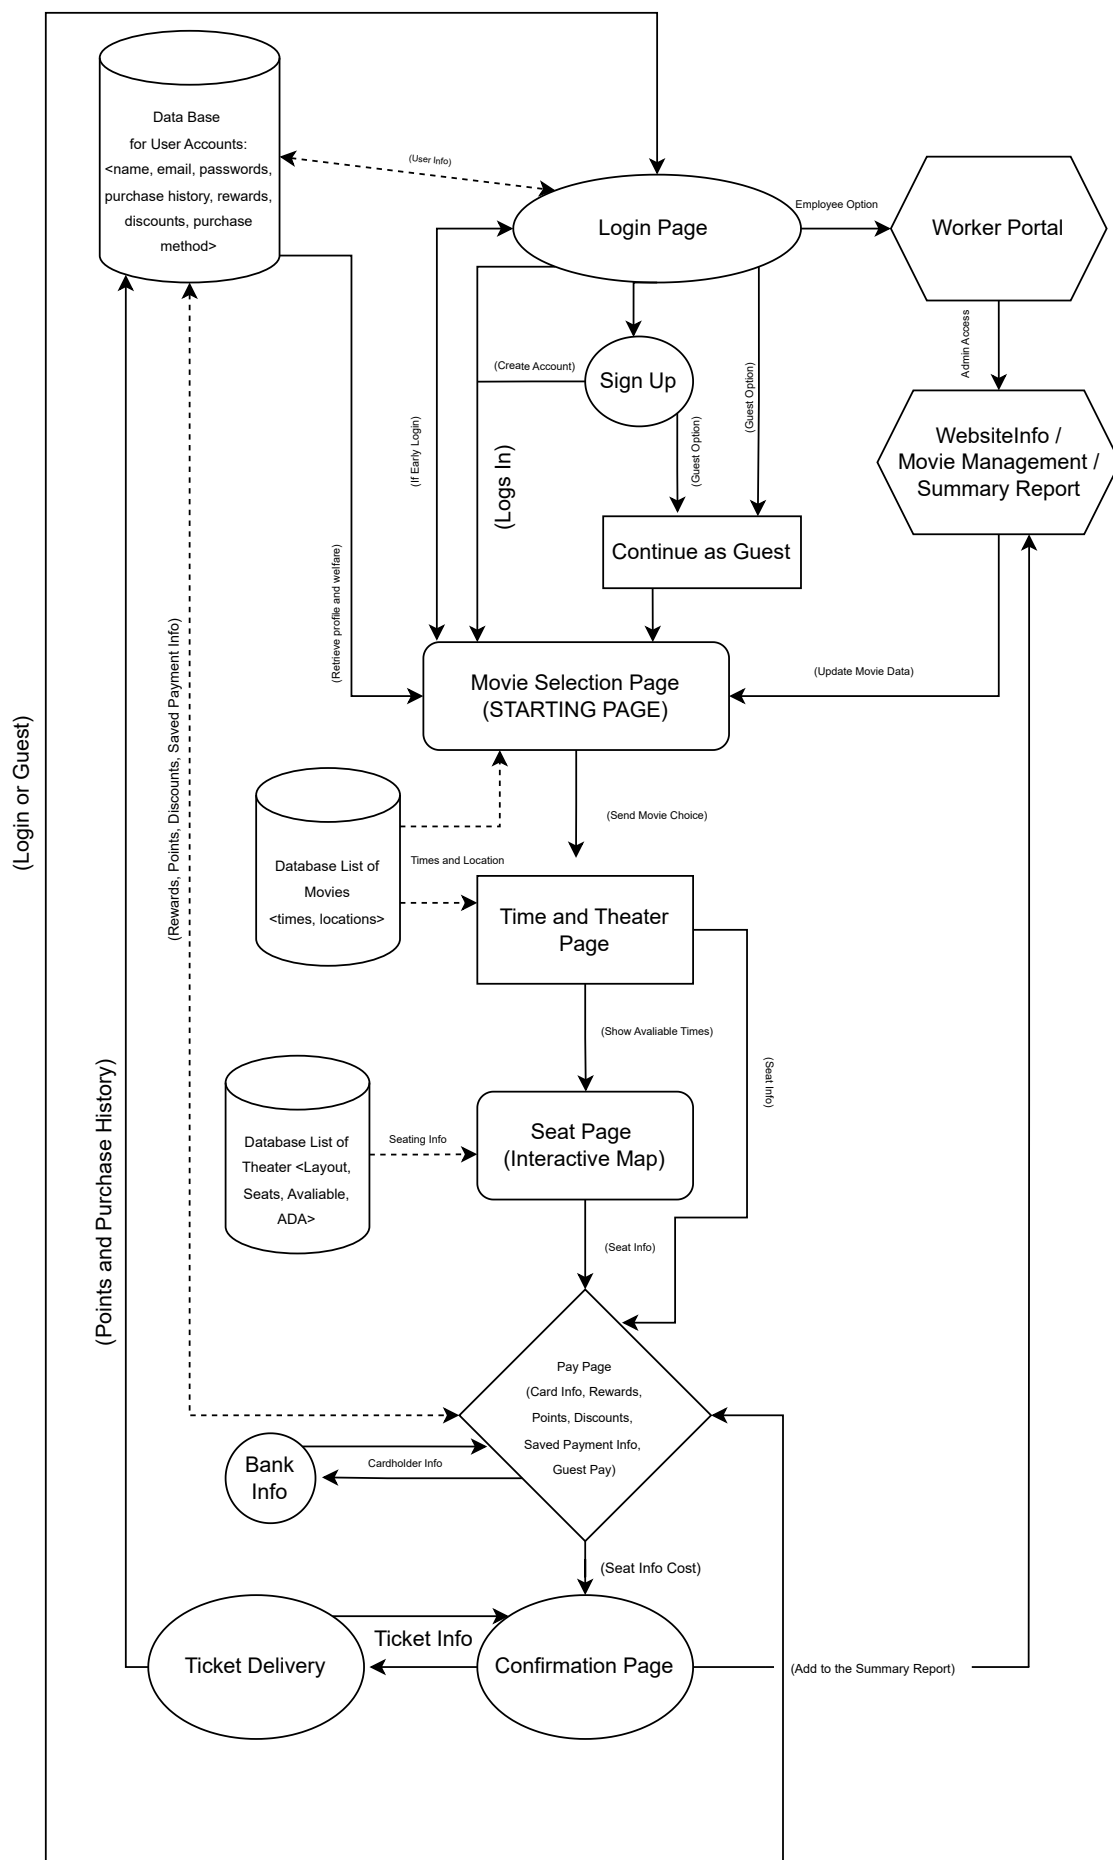 Data Base
for User Accounts:
<name, email, passwords,
purchase history, rewards,
discounts, purchase
method>
(User Info)
Login Page
Employee Option
Worker Portal
Admin Access
(Create Account)
Sign Up
(Guest Option)
(Guest Option)
(If Early Login)
(Logs In)
WebsiteInfo /
Movie Management /
Summary Report
Continue as Guest
(Retrieve profile and welfare)
(Rewards, Points, Discounts, Saved Payment Info)
(Login or Guest)
Movie Selection Page
(STARTING PAGE)
(Update Movie Data)
(Send Movie Choice)
Database List of
Movies
<times, locations>
Times and Location
Time and Theater
Page
(Show Avaliable Times)
(Seat Info)
(Points and Purchase History)
Database List of
Theater <Layout,
Seats, Avaliable,
ADA>
Seating Info
Seat Page
(Interactive Map)
(Seat Info)
Pay Page
(Card Info, Rewards,
Points, Discounts,
Saved Payment Info,
Guest Pay)
Bank
Info
Cardholder Info
(Seat Info Cost)
Ticket Delivery
Ticket Info
Confirmation Page
(Add to the Summary Report)